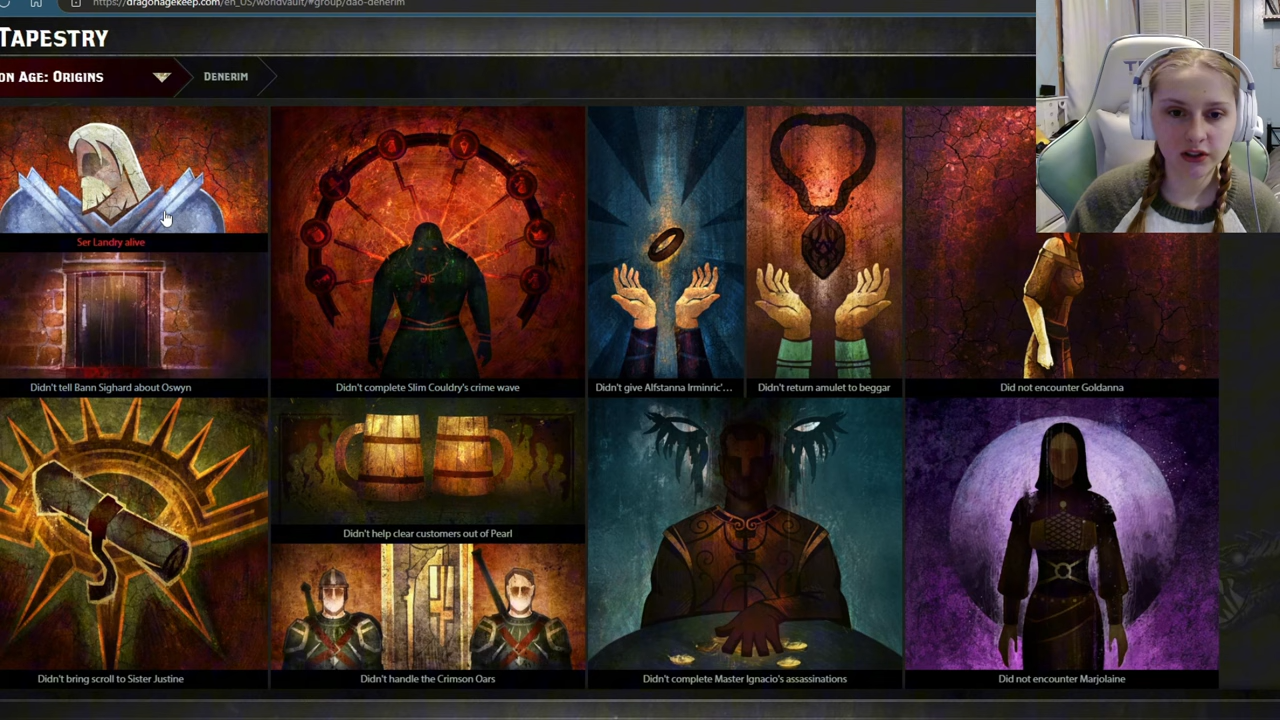 https://dragonagekeep.com/en_US/worldvault/#group/dao-denerim
TAPESTRY
ON AGE: ORIGINS
DENERIM
Ser Landry alive
Didn't tell Bann Sighard about Oswyn
Didn't complete Slim Couldry's crime wave
Didn't give Alfstanna Irminric'...
Didn't return amulet to beggar
Did not encounter Goldanna
Didn't bring scroll to Sister Justine
Didn't help clear customers out of Pearl
Didn't handle the Crimson Oars
Didn't complete Master Ignacio's assassinations
Did not encounter Marjolaine